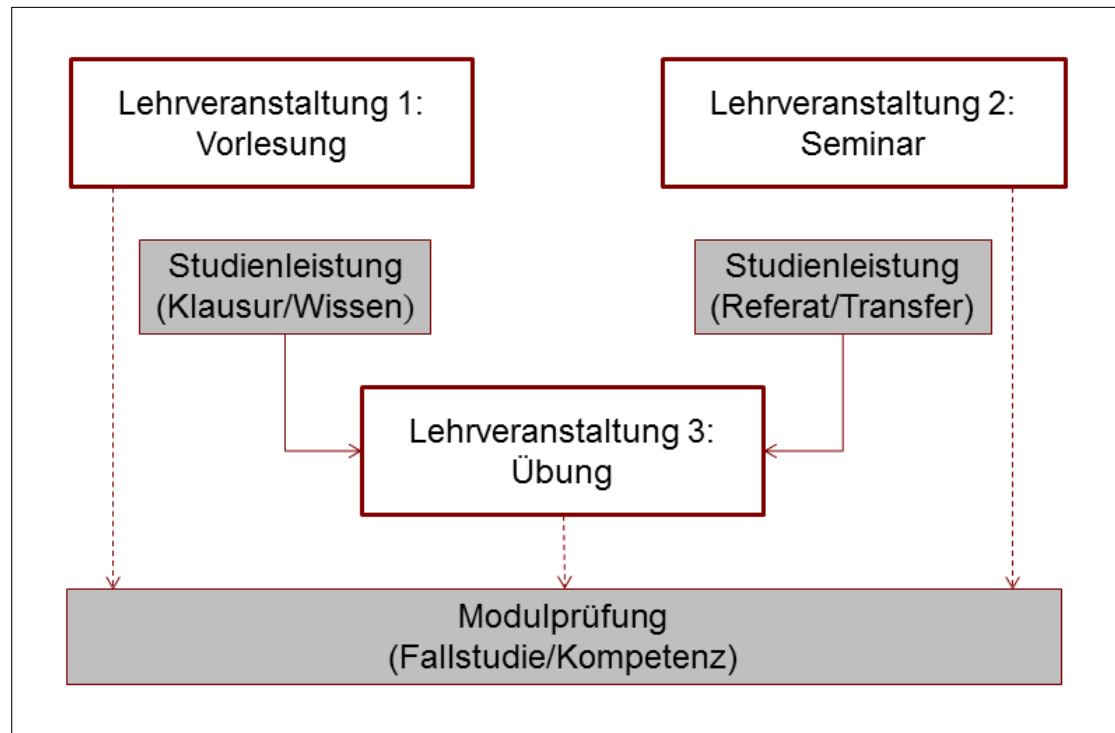 Lehrveranstaltung 1:
Vorlesung
Lehrveranstaltung 2:
Seminar
Studienleistung
(Klausur/Wissen)
Studienleistung
(Referat/Transfer)
Lehrveranstaltung 3:
Übung
Modulprüfung
(Fallstudie/Kompetenz)